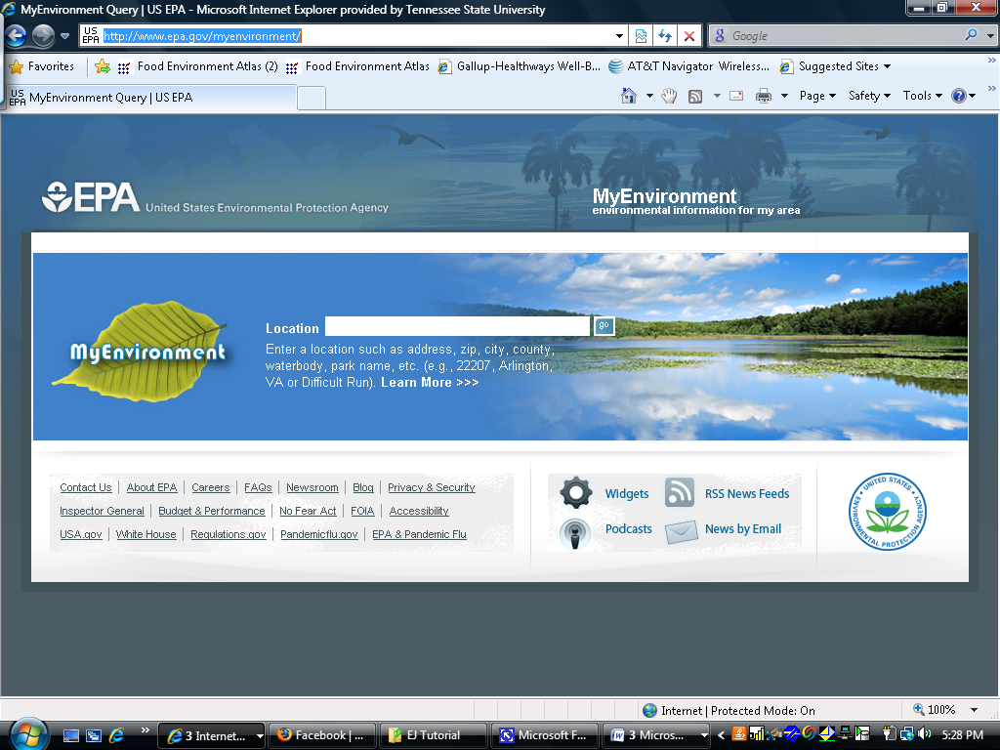 MyEnvironment Query | US EPA - Microsoft Internet Explorer provided by Tennessee State University
US EPA http://www.epa.gov/myenvironment/ Google
Favorites Food Environment Atlas (2) Food Environment Atlas Gallup-Healthways Well-B... AT&T Navigator Wireless... Suggested Sites
US EPA MyEnvironment Query | US EPA Page Safety Tools
EPA United States Environmental Protection Agency
MyEnvironment
environmental information for my area
MyEnvironment
Location go
Enter a location such as address, zip, city, county,
waterbody, park name, etc. (e.g., 22207, Arlington,
VA or Difficult Run). Learn More >>>
Contact Us | About EPA | Careers | FAQs | Newsroom | Blog | Privacy & Security
Inspector General | Budget & Performance | No Fear Act | FOIA | Accessibility
USA.gov | White House | Regulations.gov | Pandemicflu.gov | EPA & Pandemic Flu
Widgets RSS News Feeds
Podcasts News by Email
UNITED STATES ENVIRONMENTAL PROTECTION AGENCY
Internet | Protected Mode: On 100%
3 Internet... Facebook | ... EJ Tutorial Microsoft F... 3 Micros... 5:28 PM